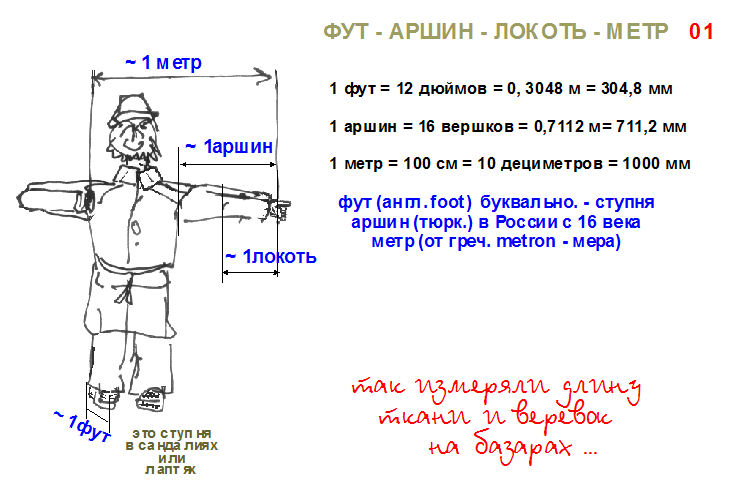 ФУТ - АРШИН - ЛОКОТЬ - МЕТР 01
~ 1 метр
1 фут = 12 дюймов = 0, 3048 м = 304,8 мм
1 аршин = 16 вершков = 0,7112 м= 711,2 мм
1 метр = 100 см = 10 дециметров = 1000 мм
~ 1аршин
фут (англ. foot) буквально. - ступня
аршин (тюрк.) в России с 16 века
метр (от греч. metron - мера)
~ 1локоть
~ 1фут
это ступня
в сандалиях
или
лаптях
так измеряли длину
ткани и веревок
на базарах ...